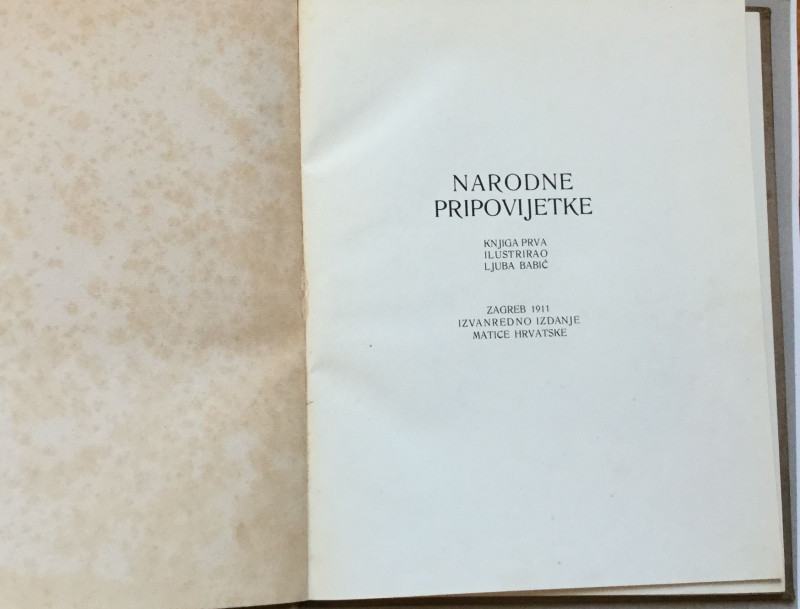 NARODNE
PRIPOVIJETKE
KNJIGA PRVA
ILUSTRIRAO
LJUBA BABIĆ
ZAGREB 1911
IZVANREDNO IZDANJE
MATICE HRVATSKE